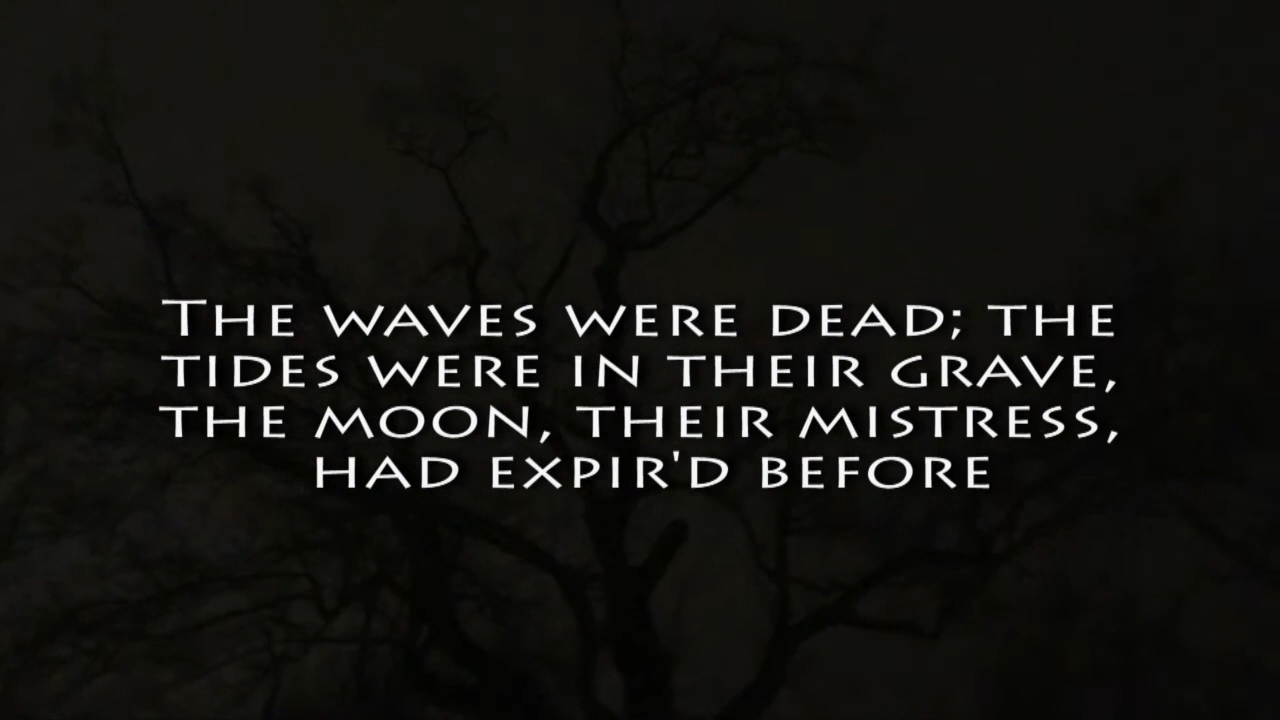 The waves were dead; the
tides were in their grave,
the moon, their mistress,
had expir'd before